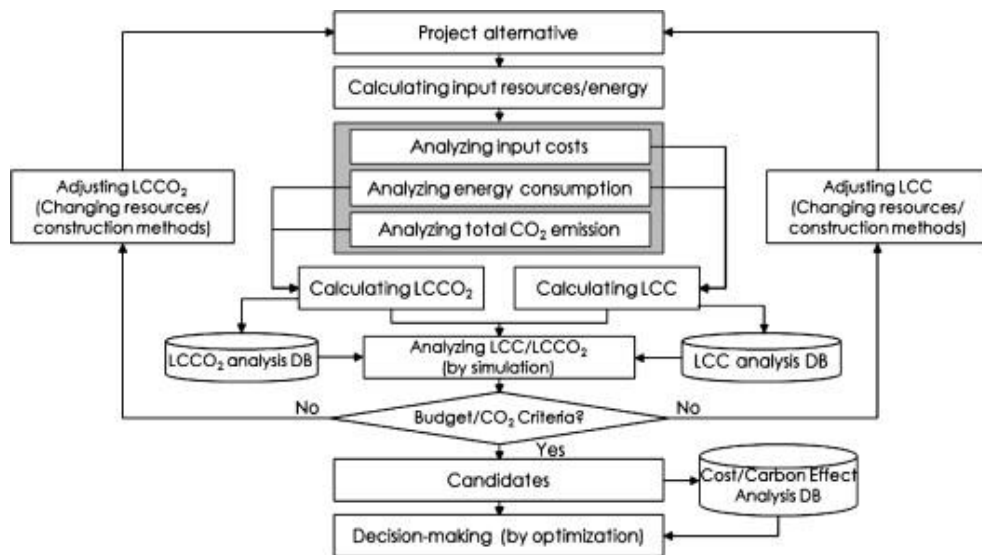 Project alternative
Calculating input resources/energy
Analyzing input costs
Adjusting LCCO₂
(Changing resources/
construction methods)
Analyzing energy consumption
Adjusting LCC
(Changing resources/
construction methods)
Analyzing total CO₂ emission
Calculating LCCO₂
Calculating LCC
LCCO₂ analysis DB
Analyzing LCC/LCCO₂
(by simulation)
LCC analysis DB
No
Budget/CO₂ Criteria?
No
Yes
Candidates
Cost/Carbon Effect
Analysis DB
Decision-making (by optimization)